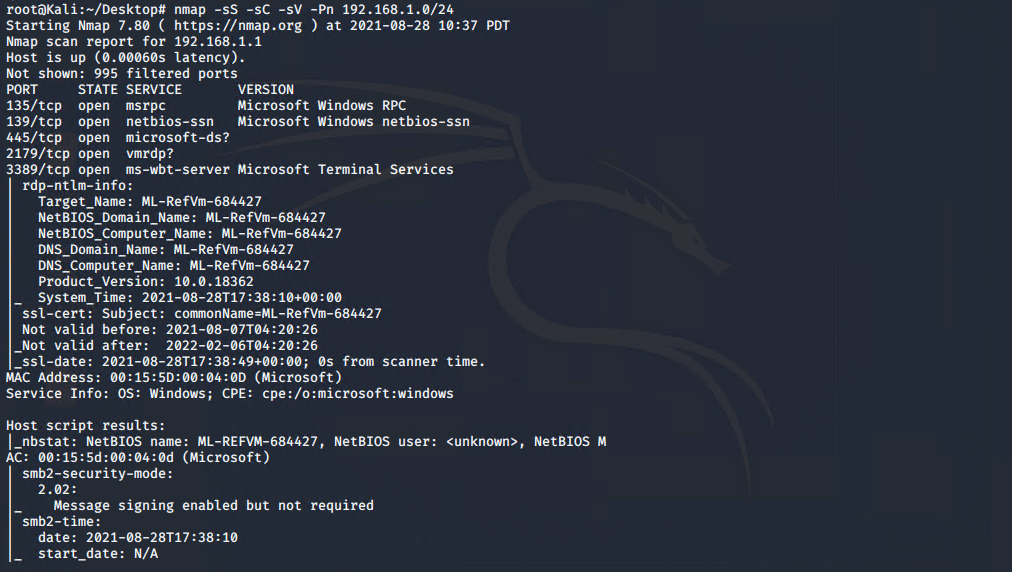 root@Kali:~/Desktop# nmap -sS -sC -sV -Pn 192.168.1.0/24
Starting Nmap 7.80 ( https://nmap.org ) at 2021-08-28 10:37 PDT
Nmap scan report for 192.168.1.1
Host is up (0.00060s latency).
Not shown: 995 filtered ports
PORT     STATE SERVICE       VERSION
135/tcp  open  msrpc         Microsoft Windows RPC
139/tcp  open  netbios-ssn   Microsoft Windows netbios-ssn
445/tcp  open  microsoft-ds?
2179/tcp open  vmrdp?
3389/tcp open  ms-wbt-server Microsoft Terminal Services
| rdp-ntlm-info:
|   Target_Name: ML-RefVm-684427
|   NetBIOS_Domain_Name: ML-RefVm-684427
|   NetBIOS_Computer_Name: ML-RefVm-684427
|   DNS_Domain_Name: ML-RefVm-684427
|   DNS_Computer_Name: ML-RefVm-684427
|   Product_Version: 10.0.18362
|_  System_Time: 2021-08-28T17:38:10+00:00
| ssl-cert: Subject: commonName=ML-RefVm-684427
| Not valid before: 2021-08-07T04:20:26
|_Not valid after:  2022-02-06T04:20:26
|_ssl-date: 2021-08-28T17:38:49+00:00; 0s from scanner time.
MAC Address: 00:15:5D:00:04:0D (Microsoft)
Service Info: OS: Windows; CPE: cpe:/o:microsoft:windows

Host script results:
|_nbstat: NetBIOS name: ML-REFVM-684427, NetBIOS user: <unknown>, NetBIOS M
AC: 00:15:5d:00:04:0d (Microsoft)
| smb2-security-mode:
|   2.02:
|_    Message signing enabled but not required
| smb2-time:
|   date: 2021-08-28T17:38:10
|_  start_date: N/A